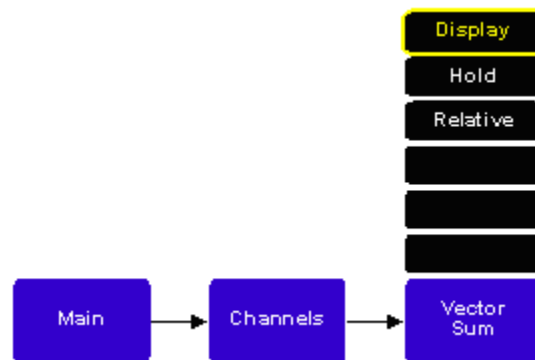 Display
Hold
Relative
Main
Channels
Vector
Sum